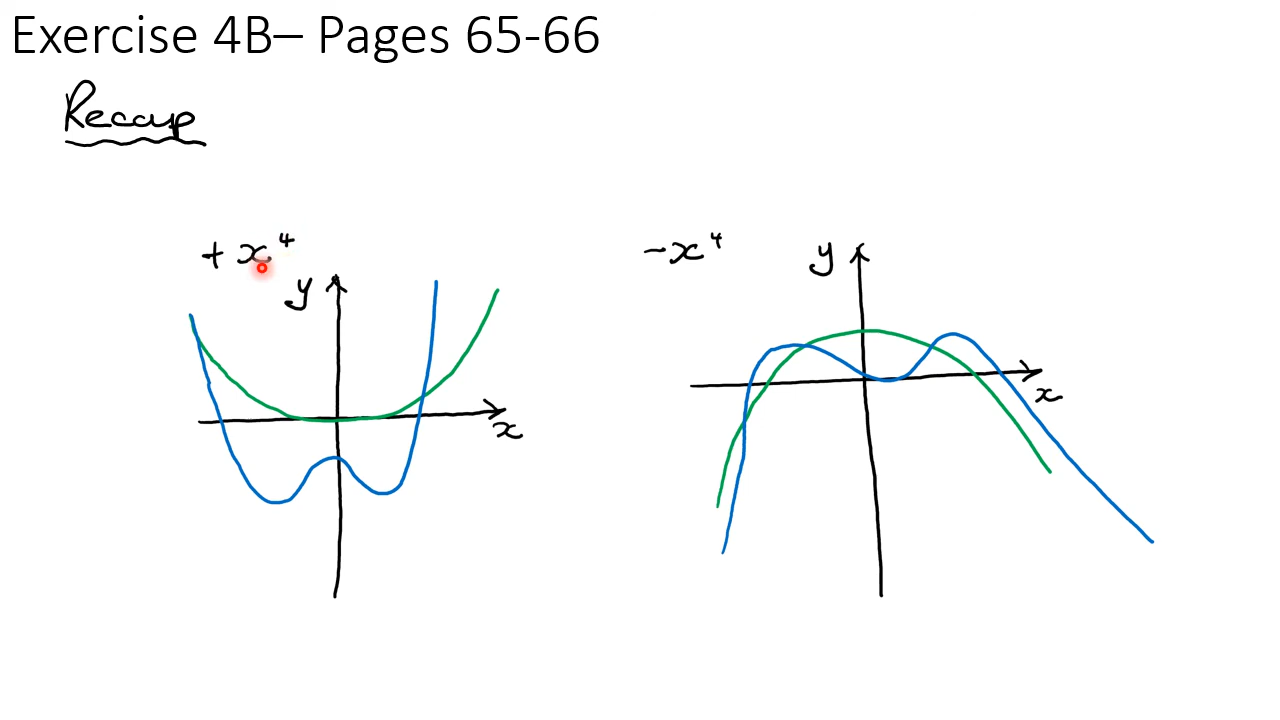 Exercise 4B– Pages 65-66
Recap
+ x⁴
y
x
-x⁴
y
x